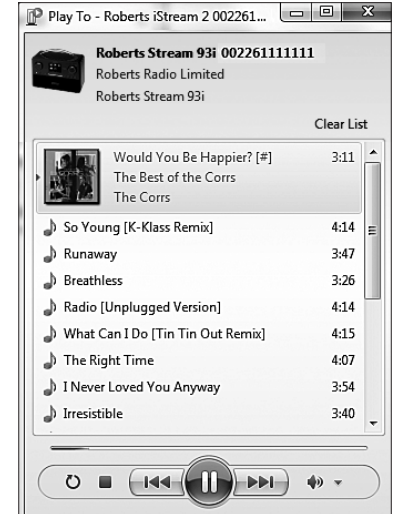 Play To - Roberts iStream 2 002261...
Roberts Stream 93i 002261111111
Roberts Radio Limited
Roberts Stream 93i
Clear List
Would You Be Happier? [#] 3:11
The Best of the Corrs
The Corrs
So Young [K-Klass Remix] 4:14
Runaway 3:47
Breathless 3:26
Radio [Unplugged Version] 4:14
What Can I Do [Tin Tin Out Remix] 4:15
The Right Time 4:07
I Never Loved You Anyway 3:54
Irresistible 3:40